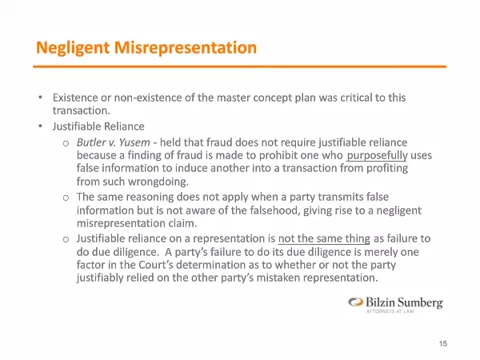 Negligent Misrepresentation
• Existence or non-existence of the master concept plan was critical to this
transaction.
• Justifiable Reliance
o Butler v. Yusem - held that fraud does not require justifiable reliance
because a finding of fraud is made to prohibit one who purposefully uses
false information to induce another into a transaction from profiting
from such wrongdoing.
o The same reasoning does not apply when a party transmits false
information but is not aware of the falsehood, giving rise to a negligent
misrepresentation claim.
o Justifiable reliance on a representation is not the same thing as failure to
do due diligence. A party's failure to do its due diligence is merely one
factor in the Court's determination as to whether or not the party
justifiably relied on the other party's mistaken representation.
Bilzin Sumberg
ATTORNEYS AT LAW
15